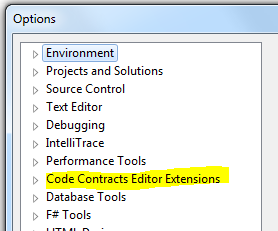 Options
Environment
Projects and Solutions
Source Control
Text Editor
Debugging
IntelliTrace
Performance Tools
Code Contracts Editor Extensions
Database Tools
F# Tools